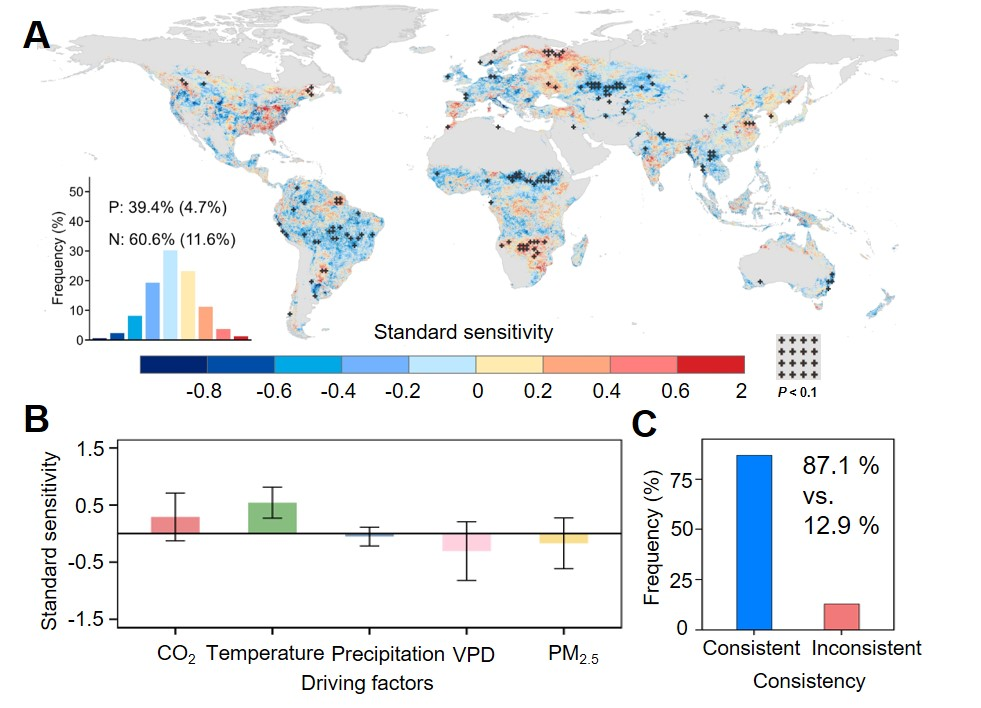 A
50
40
30
20
10
0
Frequency (%)
P: 39.4% (4.7%)
N: 60.6% (11.6%)
Standard sensitivity
-0.8 -0.6 -0.4 -0.2 0 0.2 0.4 0.6 2
P < 0.1
B
1.5
0.5
-0.5
-1.5
Standard sensitivity
CO2 Temperature Precipitation VPD PM2.5
Driving factors
C
75
50
25
0
Frequency (%)
87.1 %
vs.
12.9 %
Consistent Inconsistent
Consistency